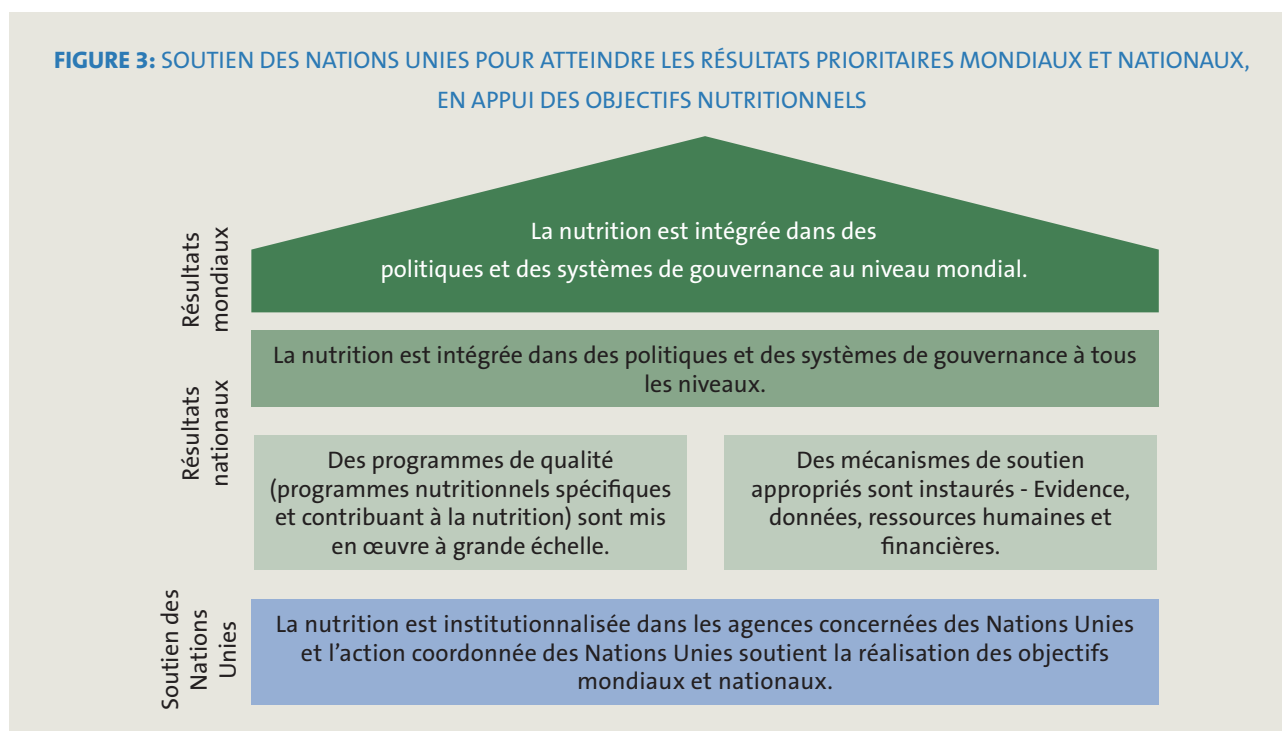 FIGURE 3: SOUTIEN DES NATIONS UNIES POUR ATTEINDRE LES RÉSULTATS PRIORITAIRES MONDIAUX ET NATIONAUX,
EN APPUI DES OBJECTIFS NUTRITIONNELS
Résultats
mondiaux
La nutrition est intégrée dans des
politiques et des systèmes de gouvernance au niveau mondial.
Résultats
nationaux
La nutrition est intégrée dans des politiques et des systèmes de gouvernance à tous
les niveaux.
Des programmes de qualité
(programmes nutritionnels spécifiques
et contribuant à la nutrition) sont mis
en œuvre à grande échelle.
Des mécanismes de soutien
appropriés sont instaurés - Evidence,
données, ressources humaines et
financières.
Soutien des
Nations
Unies
La nutrition est institutionnalisée dans les agences concernées des Nations Unies
et l’action coordonnée des Nations Unies soutient la réalisation des objectifs
mondiaux et nationaux.